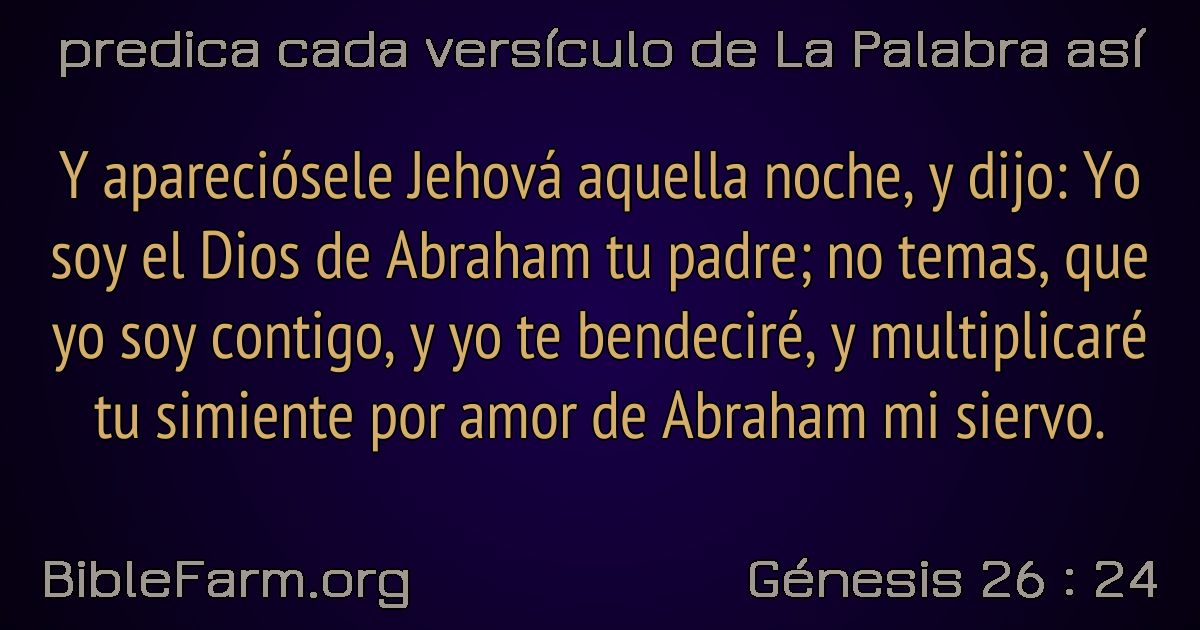 predica cada versículo de La Palabra así
Y apareciósele Jehová aquella noche, y dijo: Yo
soy el Dios de Abraham tu padre; no temas, que
yo soy contigo, y yo te bendeciré, y multiplicaré
tu simiente por amor de Abraham mi siervo.
BibleFarm.org
Génesis 26 : 24